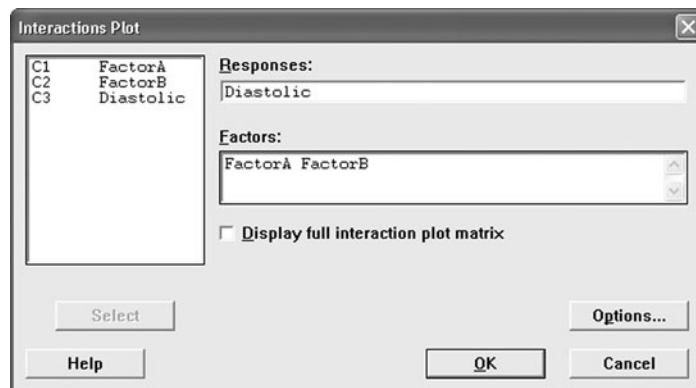 Interactions Plot
C1 FactorA
C2 FactorB
C3 Diastolic
Responses:
Diastolic
Factors:
FactorA FactorB
Display full interaction plot matrix
Select
Options...
Help
OK
Cancel